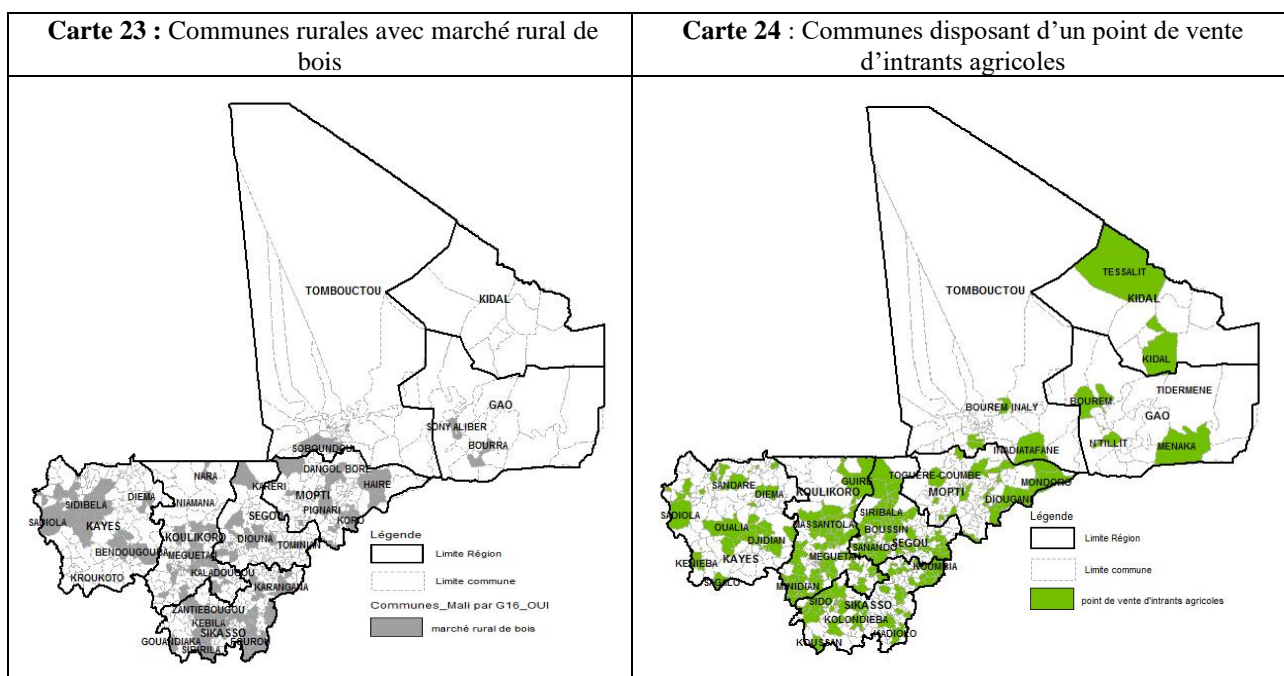 Carte 23 : Communes rurales avec marché rural de
bois
Carte 24 : Communes disposant d'un point de vente
d'intrants agricoles
TOMBOUCTOU
KIDAL
GAO
SONY ALIBER
BOURRA
SOBOUNDOU
NARA
KARERI
DANGOL BORE
HAIRE
MOPTI
PIGNARI
KORO
SIDIBELA
DIEMA
NIAMANA
SADIOLA
KAYES
KOULIKORO
SEGOU
DIOUNA
TOMINIAN
BENDOUGOUBA
MEGUETAN
KROUKOTO
KALADOUGOU
KARANGANA
ZANTIEBOUGOU
KEBILA
SIKASSO
GOUANDIAKA
SIBIRILA
Légende
Limite Région
Limite commune
Communes_Mali par G16_OUI
marché rural de bois
TESSALIT
TOMBOUCTOU
KIDAL
KIDAL
TIDERMENE
BOUREM INALY
BOUREM
GAO
N'TILLIT
MENAKA
INADIATAFANE
TOGUERE-COUMBE
MONDORO
GUIRE
SANDARE
DIEMA
KOULIKORO
MOPTI
DIOUGANI
SADIOLA
SIRIBALA
MASSANTOLA
OUALIA
BOUSSIN
DJIDIAN
SEGOU
SANANDO
MEGUETAN
KENIEBA
KAYES
KOUMBIA
SAGALO
MINIDIAN
SIDO
SIKASSO
KOLONDIEBA
KADIOLO
KOUSSAN
Légende
Limite Région
Limite commune
point de vente d'intrants agricoles